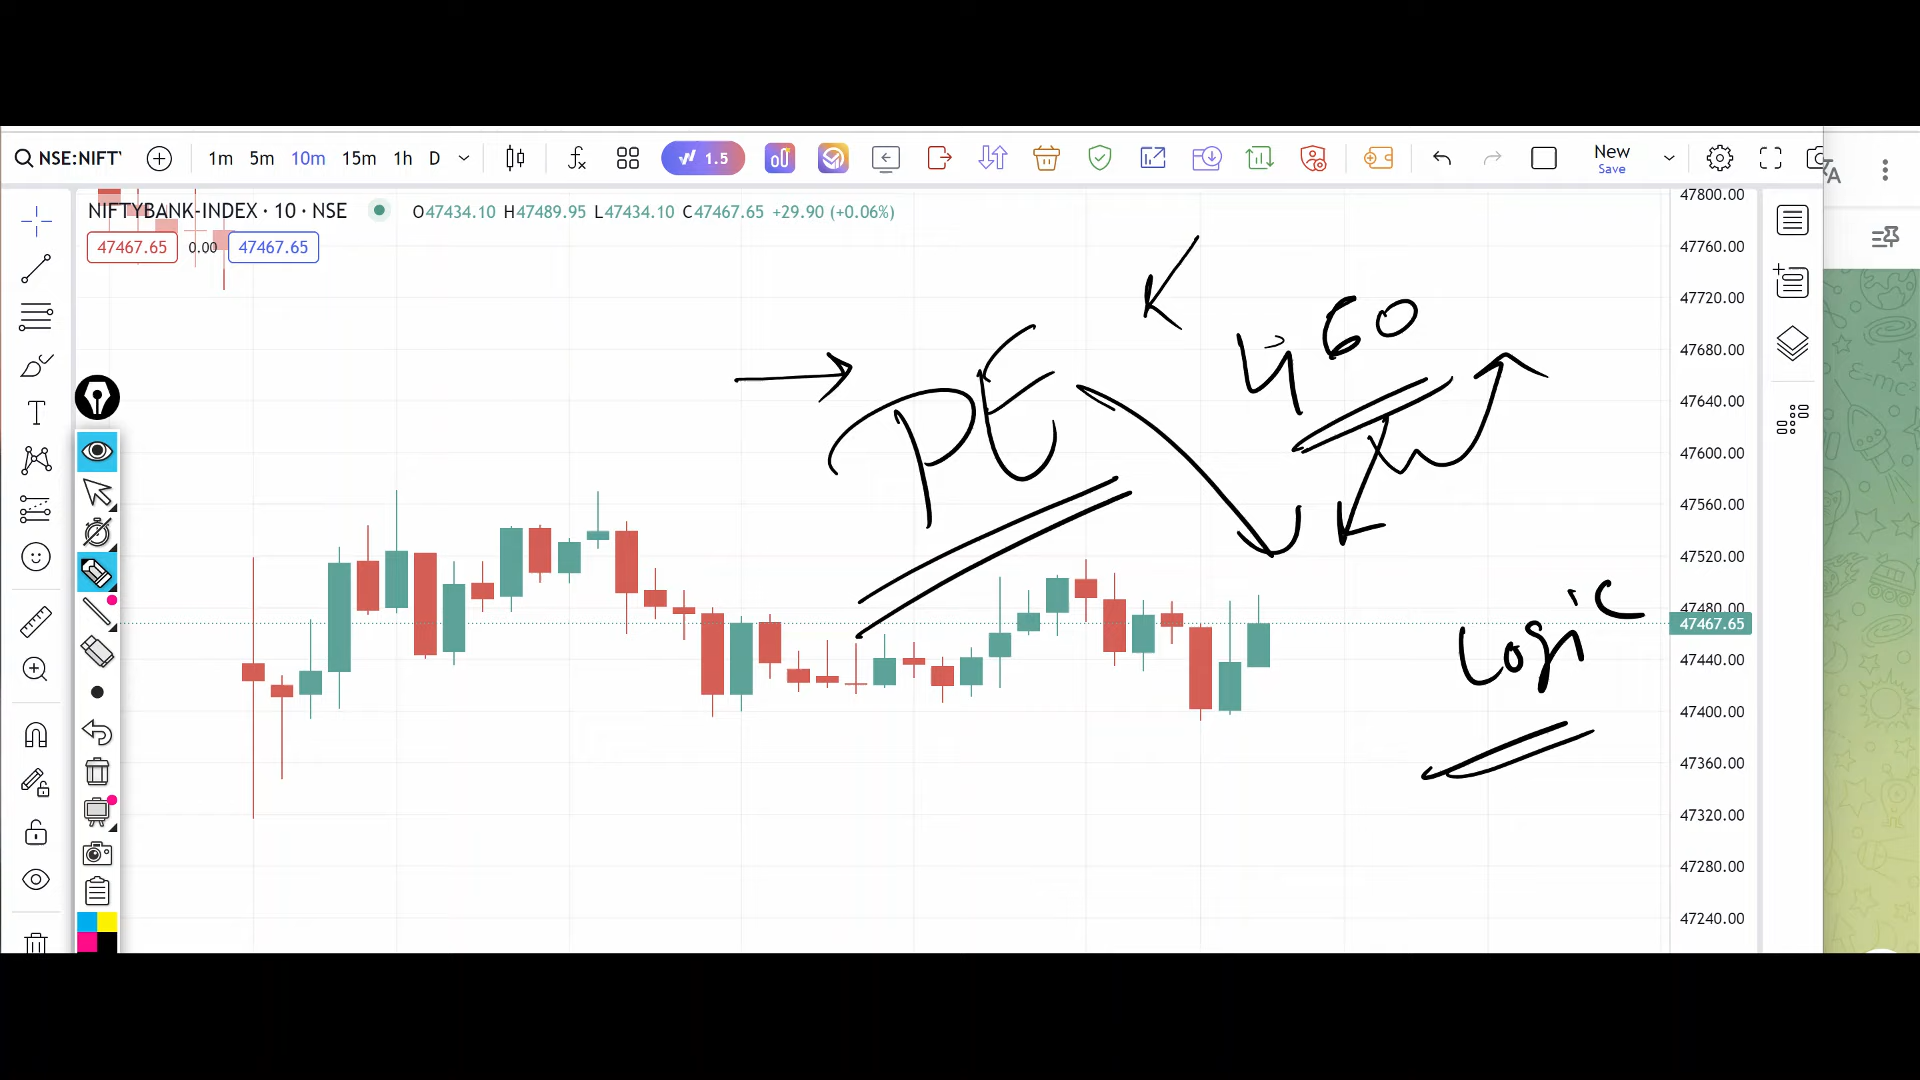 NSE:NIFT
1m 5m 10m 15m 1h D
1.5
New
Save
NIFTYBANK-INDEX · 10 · NSE
O47434.10 H47489.95 L47434.10 C47467.65 +29.90 (+0.06%)
47467.65 0.00 47467.65
47800.00
47760.00
47720.00
47680.00
47640.00
47600.00
47560.00
47520.00
47480.00
47467.65
47440.00
47400.00
47360.00
47320.00
47280.00
47240.00
PE
460
Logic